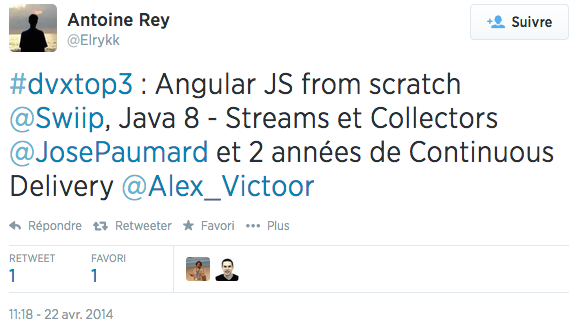 Antoine Rey
@Elrykk
Suivre
#dvxtop3 : Angular JS from scratch
@Swiip, Java 8 - Streams et Collectors
@JosePaumard et 2 années de Continuous
Delivery @Alex_Victoor
Répondre Retweeter Favori Plus
RETWEET FAVORI
1 1
11:18 - 22 avr. 2014